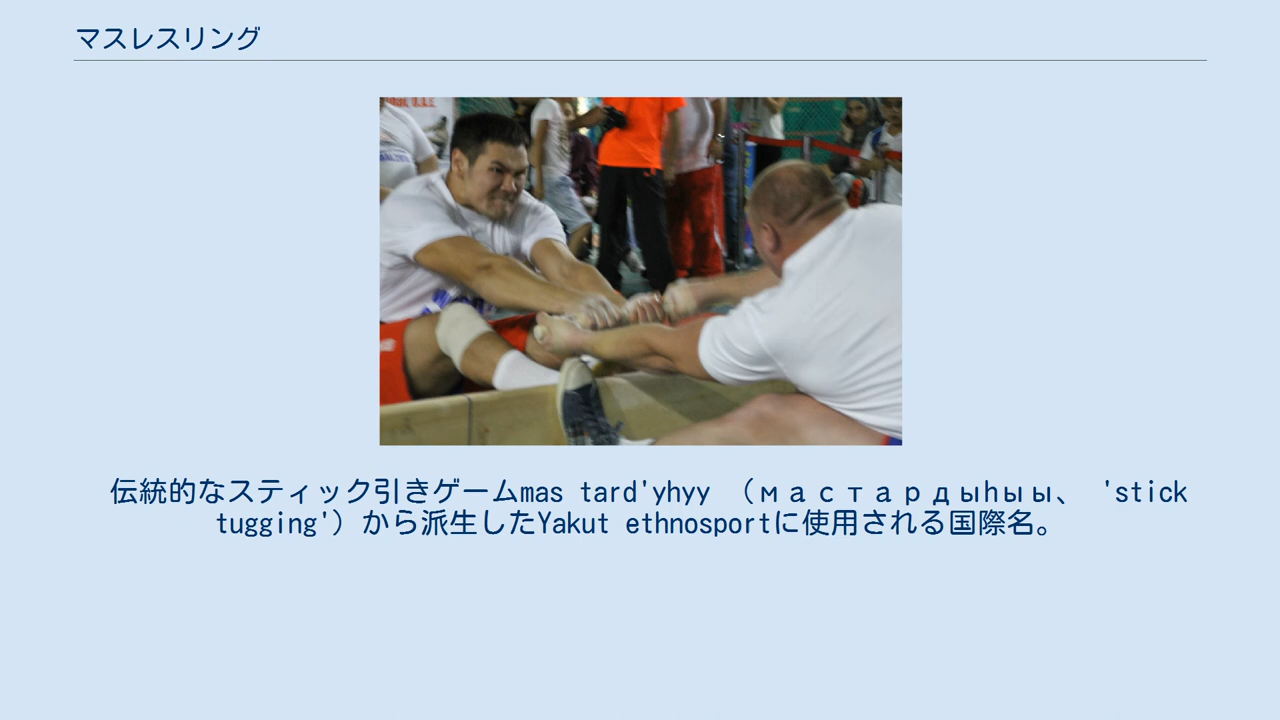 マスレスリング
伝統的なスティック引きゲームmas tard'yhyy （мастардыhыы、 'stick
tugging'）から派生したYakut ethnosportに使用される国際名。